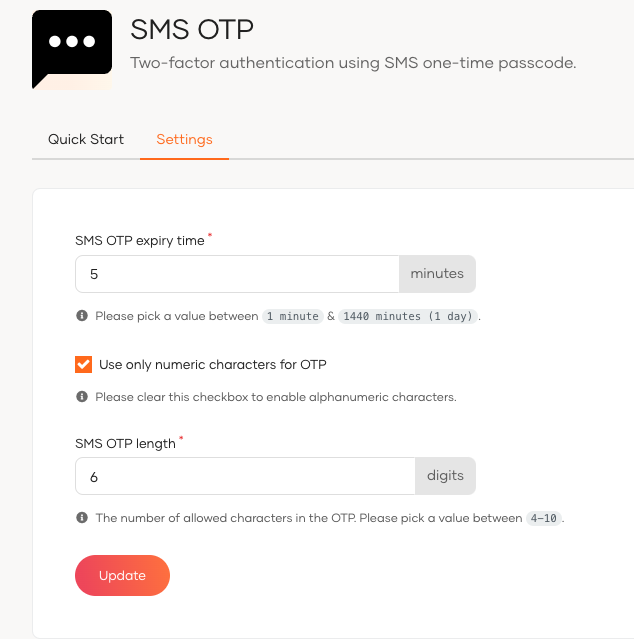 SMS OTP
Two-factor authentication using SMS one-time passcode.
Quick Start
Settings
SMS OTP expiry time *
5 minutes
Please pick a value between 1 minute & 1440 minutes (1 day).
Use only numeric characters for OTP
Please clear this checkbox to enable alphanumeric characters.
SMS OTP length *
6 digits
The number of allowed characters in the OTP. Please pick a value between 4-10.
Update